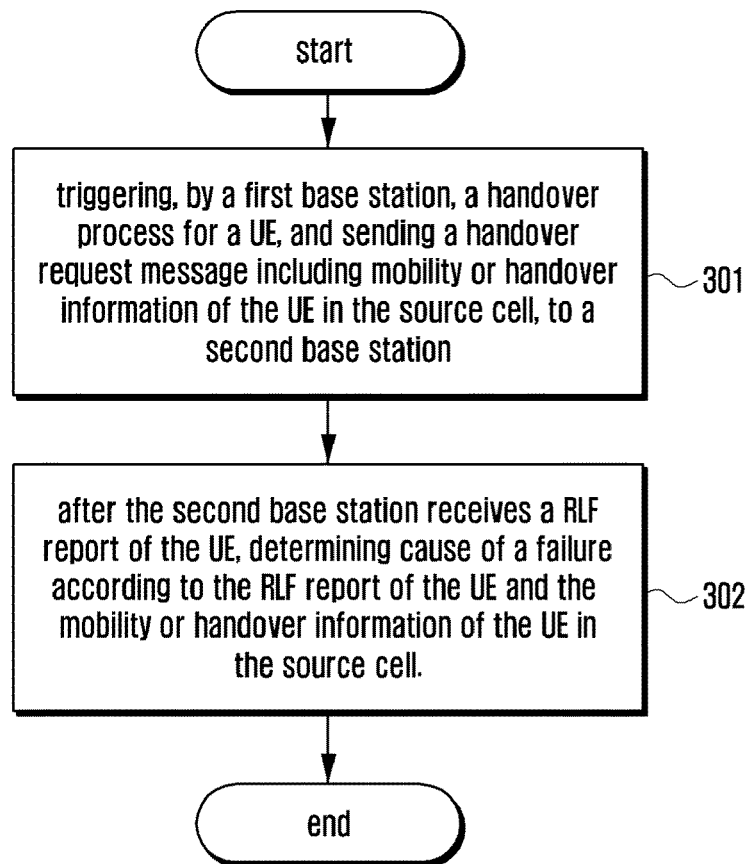 start
triggering, by a first base station, a handover
process for a UE, and sending a handover
request message including mobility or handover
information of the UE in the source cell, to a
second base station
301
after the second base station receives a RLF
report of the UE, determining cause of a failure
according to the RLF report of the UE and the
mobility or handover information of the UE in
the source cell.
302
end